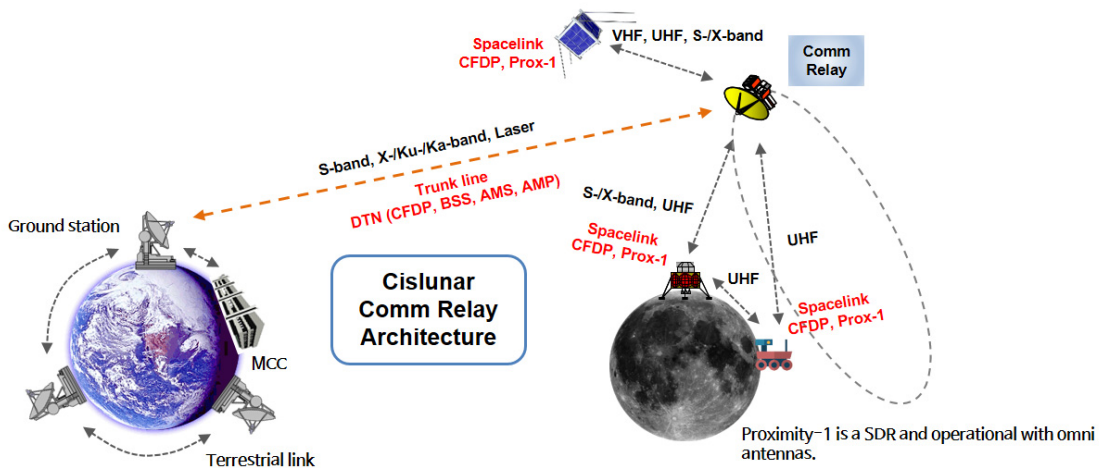 Spacelink
CFDP, Prox-1
VHF, UHF, S-/X-band
Comm
Relay
S-band, X-/Ku-/Ka-band, Laser
Trunk line
DTN (CFDP, BSS, AMS, AMP)
S-/X-band, UHF
Spacelink
CFDP, Prox-1
UHF
UHF
Spacelink
CFDP, Prox-1
Ground station
Cislunar
Comm Relay
Architecture
MCC
Terrestrial link
Proximity-1 is a SDR and operational with omni
antennas.